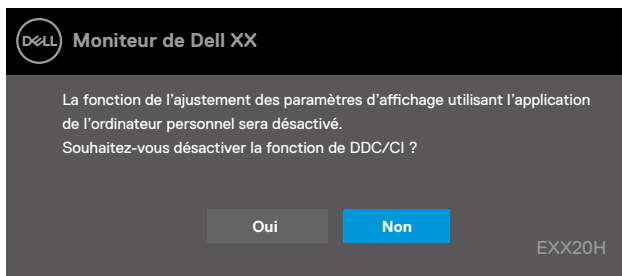 DELL Moniteur de Dell XX
La fonction de l'ajustement des paramètres d'affichage utilisant l'application
de l'ordinateur personnel sera désactivé.
Souhaitez-vous désactiver la fonction de DDC/CI ?
Oui Non
EXX20H